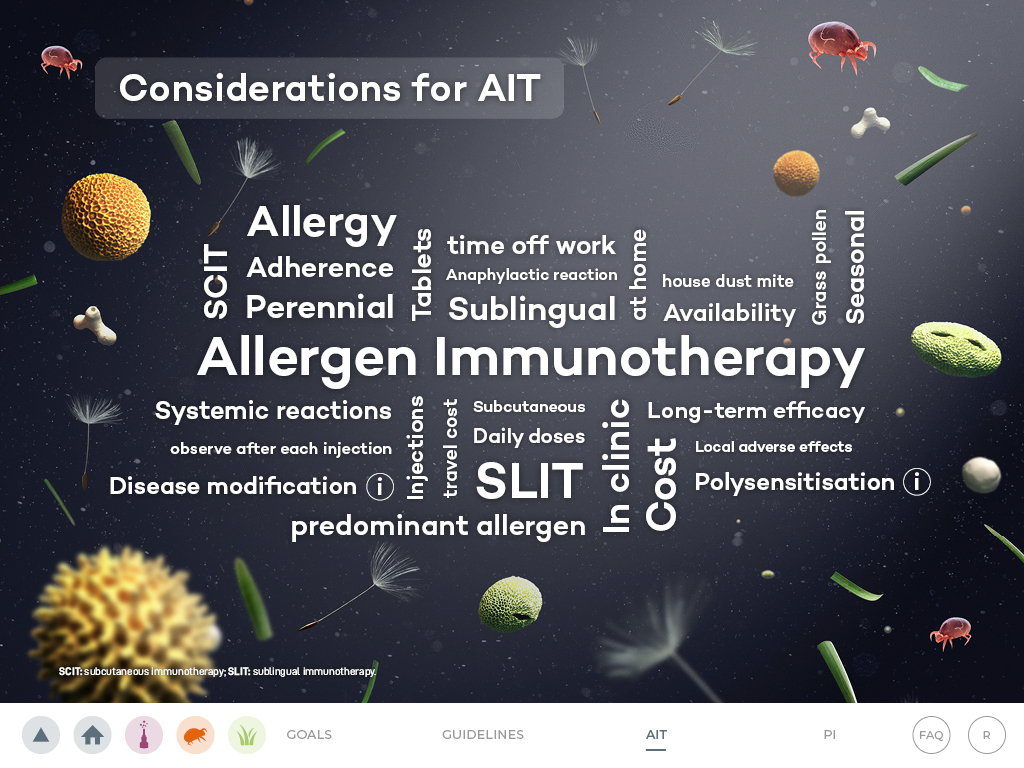 Considerations for AIT
Allergy
SCIT
Adherence
Perennial
Tablets
time off work
Anaphylactic reaction
Sublingual
at home
house dust mite
Availability
Grass pollen
Seasonal
Allergen Immunotherapy
Systemic reactions
observe after each injection
Disease modification i
Injections
travel cost
Subcutaneous
Daily doses
SLIT
predominant allergen
In clinic
Cost
Long-term efficacy
Local adverse effects
Polysensitisation i
SCIT: subcutaneous immunotherapy; SLIT: sublingual immunotherapy.
GOALS
GUIDELINES
AIT
PI
FAQ
R